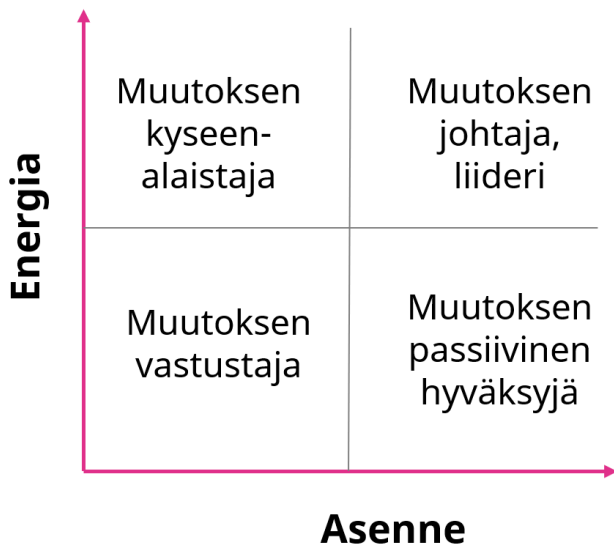 Muutoksen
kyseen-
alaistaja
Muutoksen
johtaja,
liideri
Energia
Muutoksen
vastustaja
Muutoksen
passiivinen
hyväksyjä
Asenne